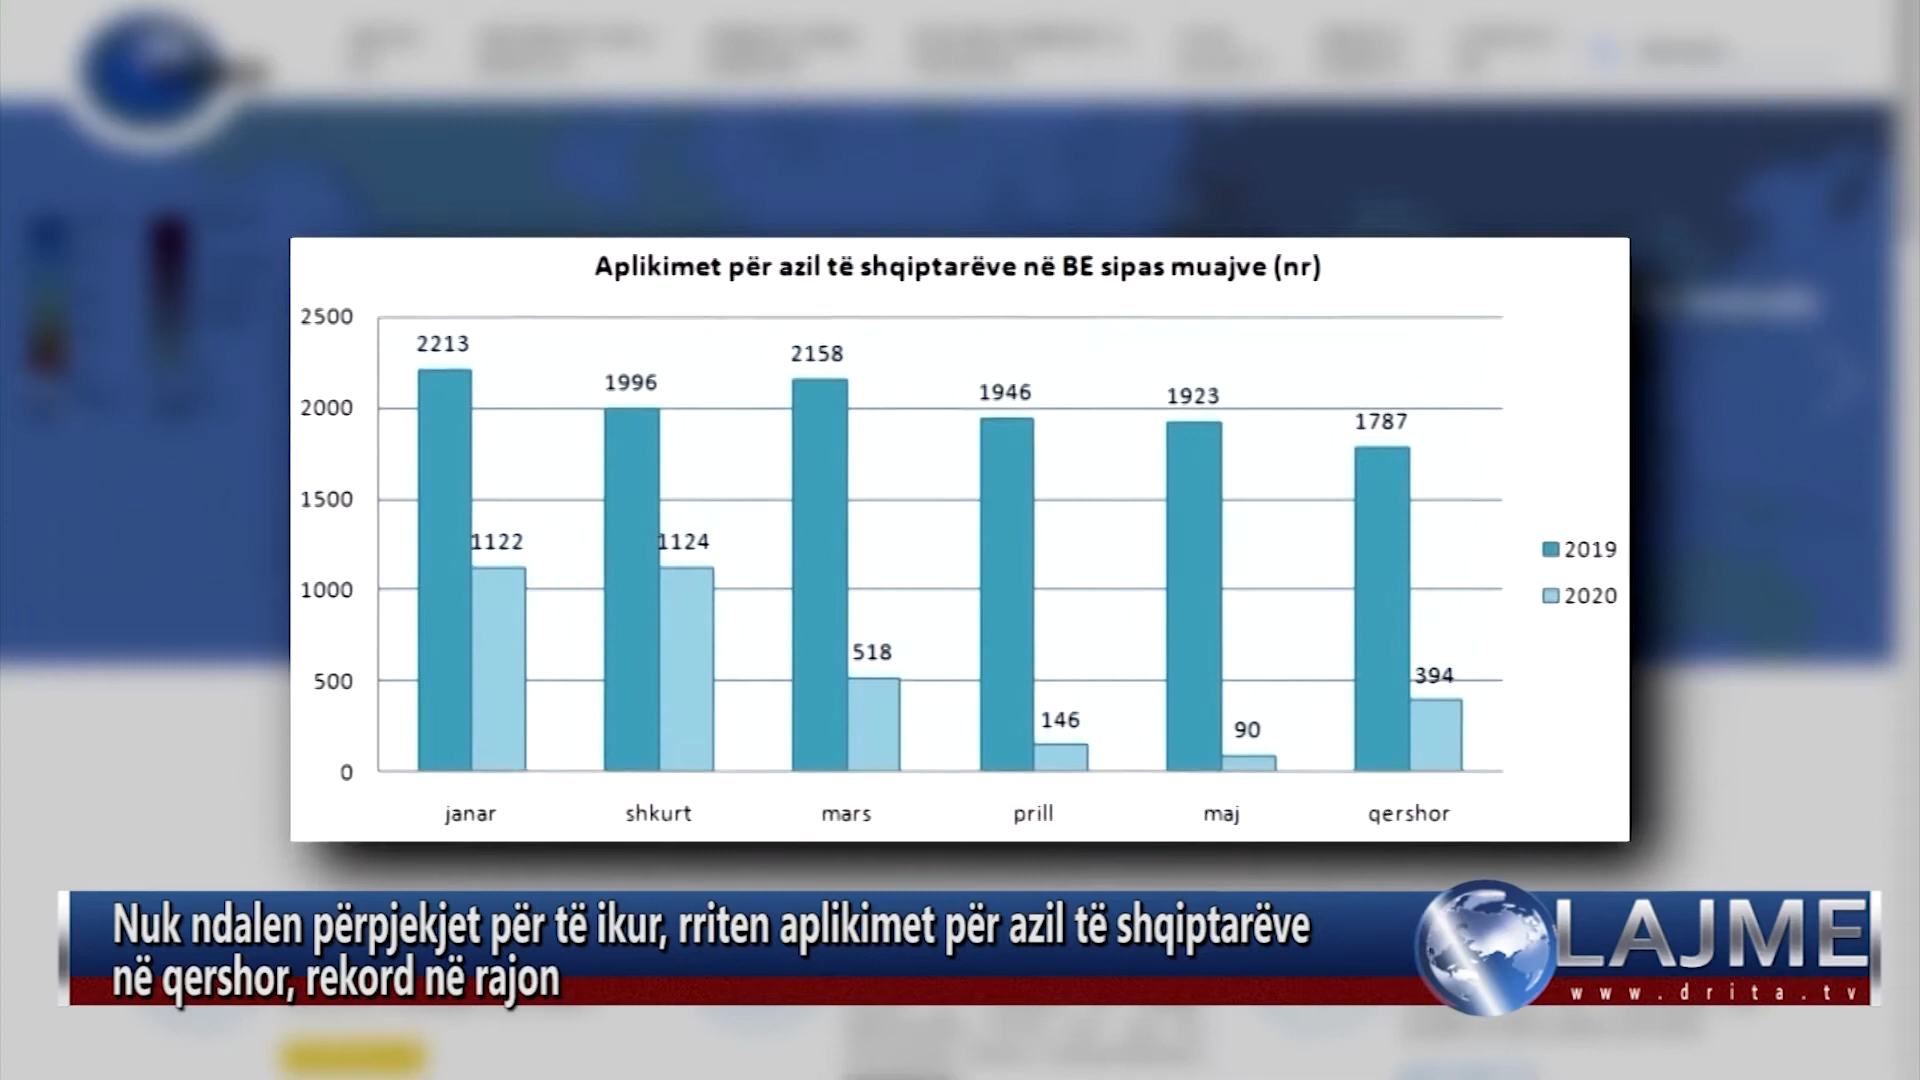 Aplikimet për azil të shqiptarëve në BE sipas muajve (nr)
2500
2000
1500
1000
500
0
2213
1122
1996
1124
2158
518
1946
146
1923
90
1787
394
janar
shkurt
mars
prill
maj
qershor
2019
2020
Nuk ndalen përpjekjet për të ikur, rriten aplikimet për azil të shqiptarëve
në qershor, rekord në rajon
LAJME
www.drita.tv